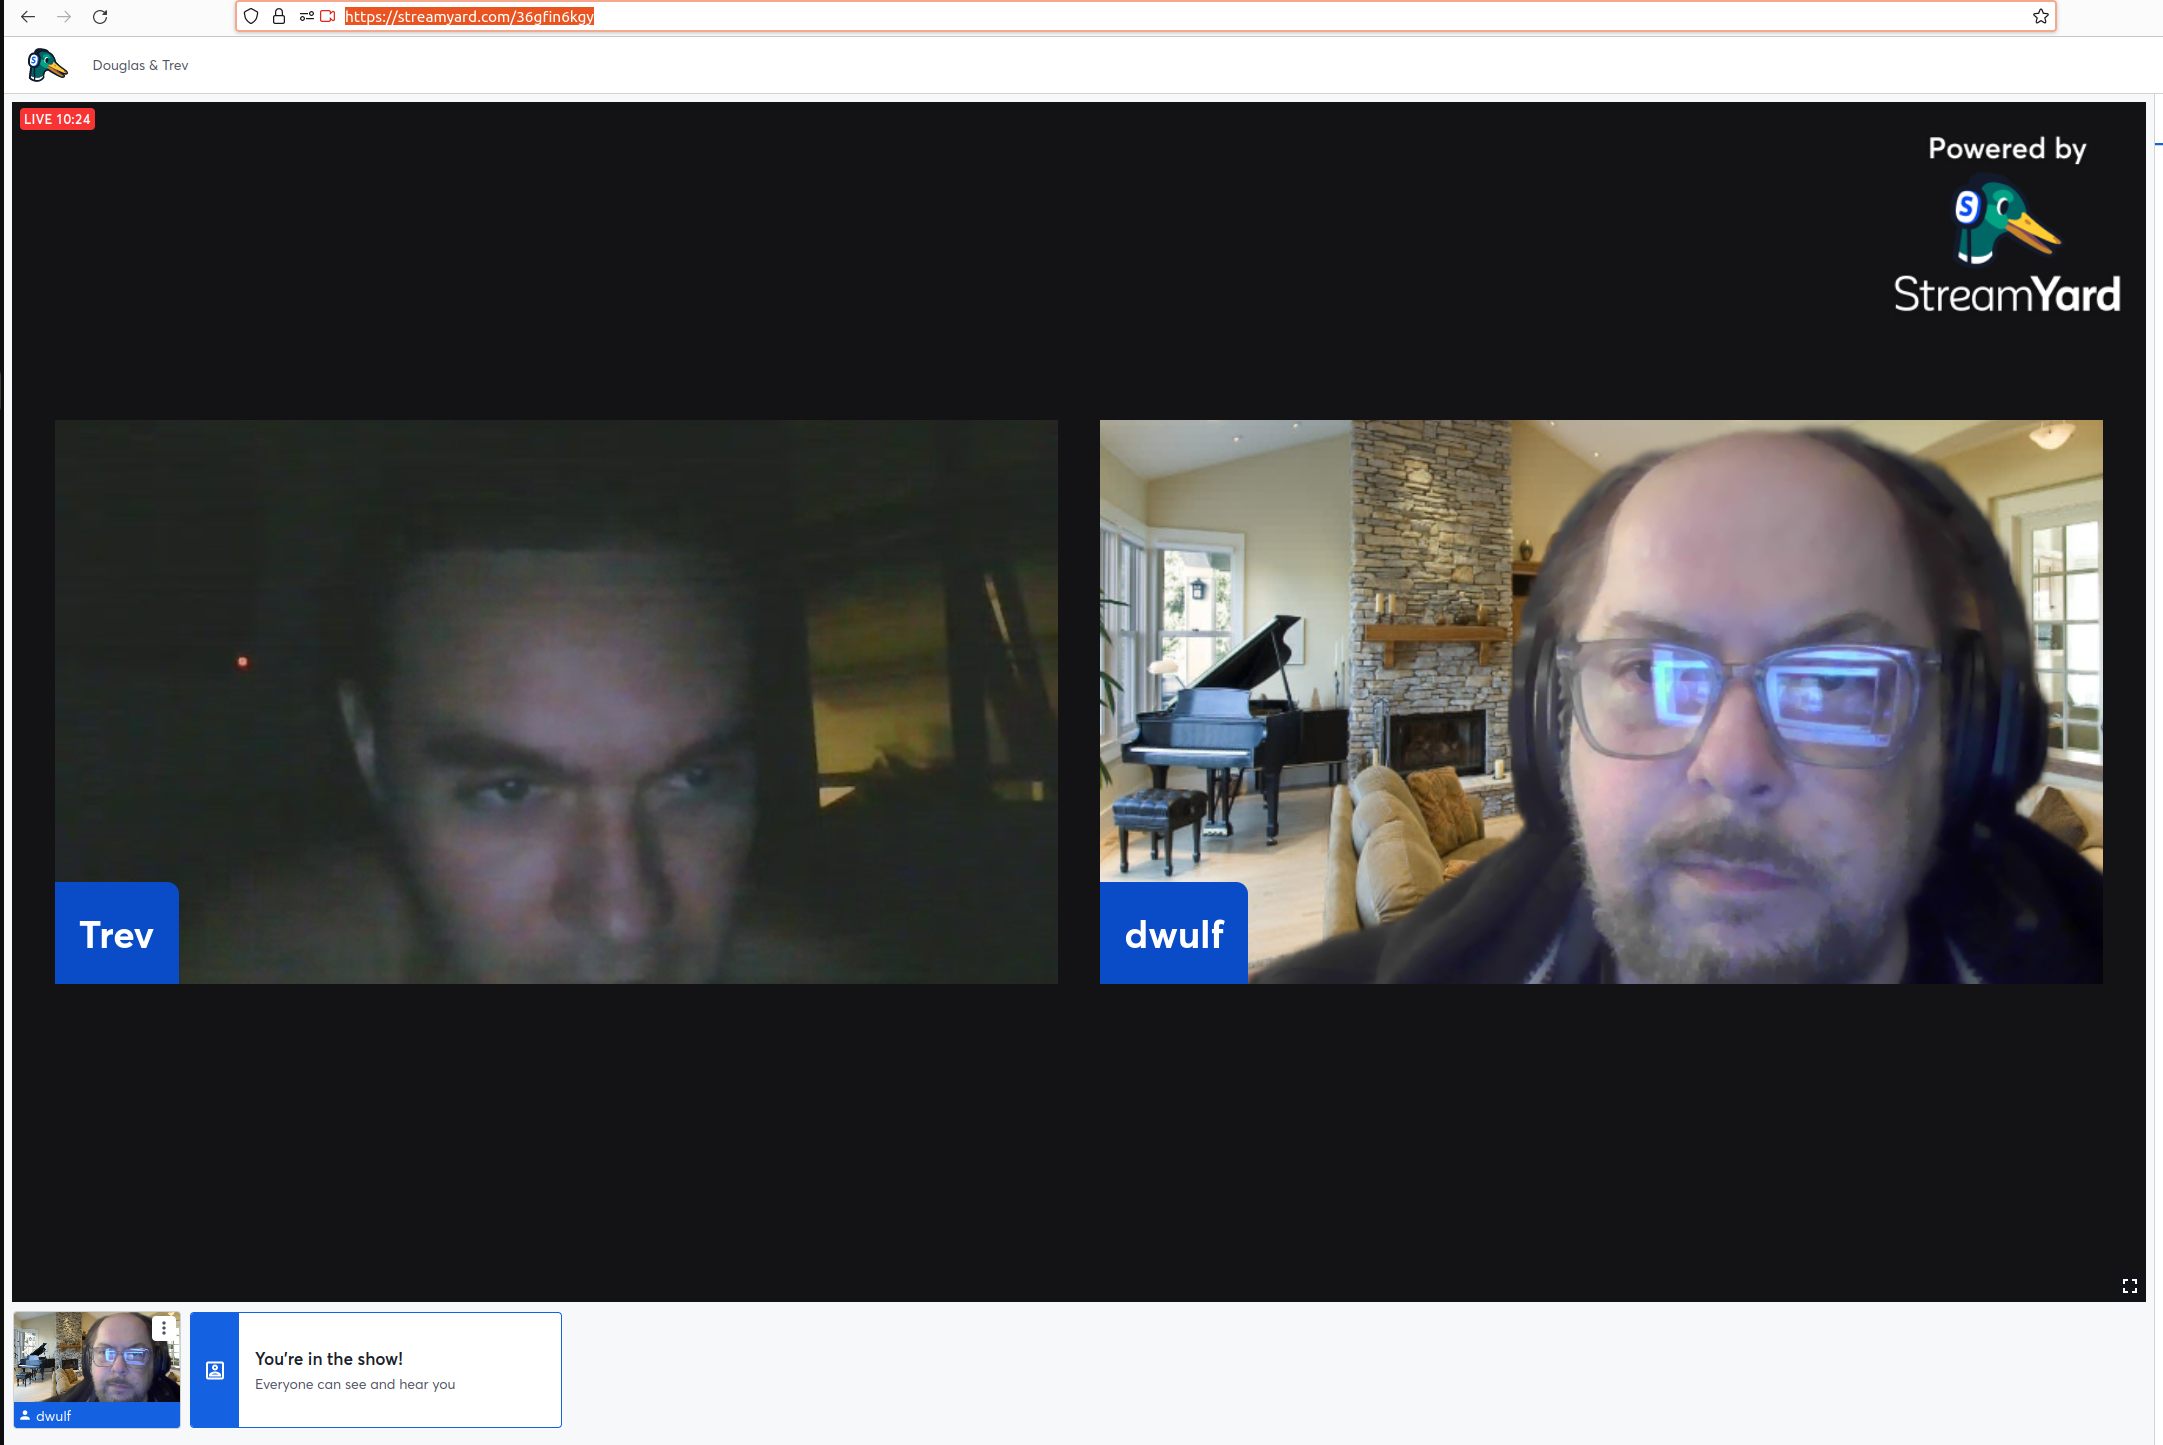 https://streamyard.com/36gfin6kgy
Douglas & Trev
LIVE 10:24
Powered by
S
StreamYard
Trev
dwulf
You're in the show!
Everyone can see and hear you
dwulf